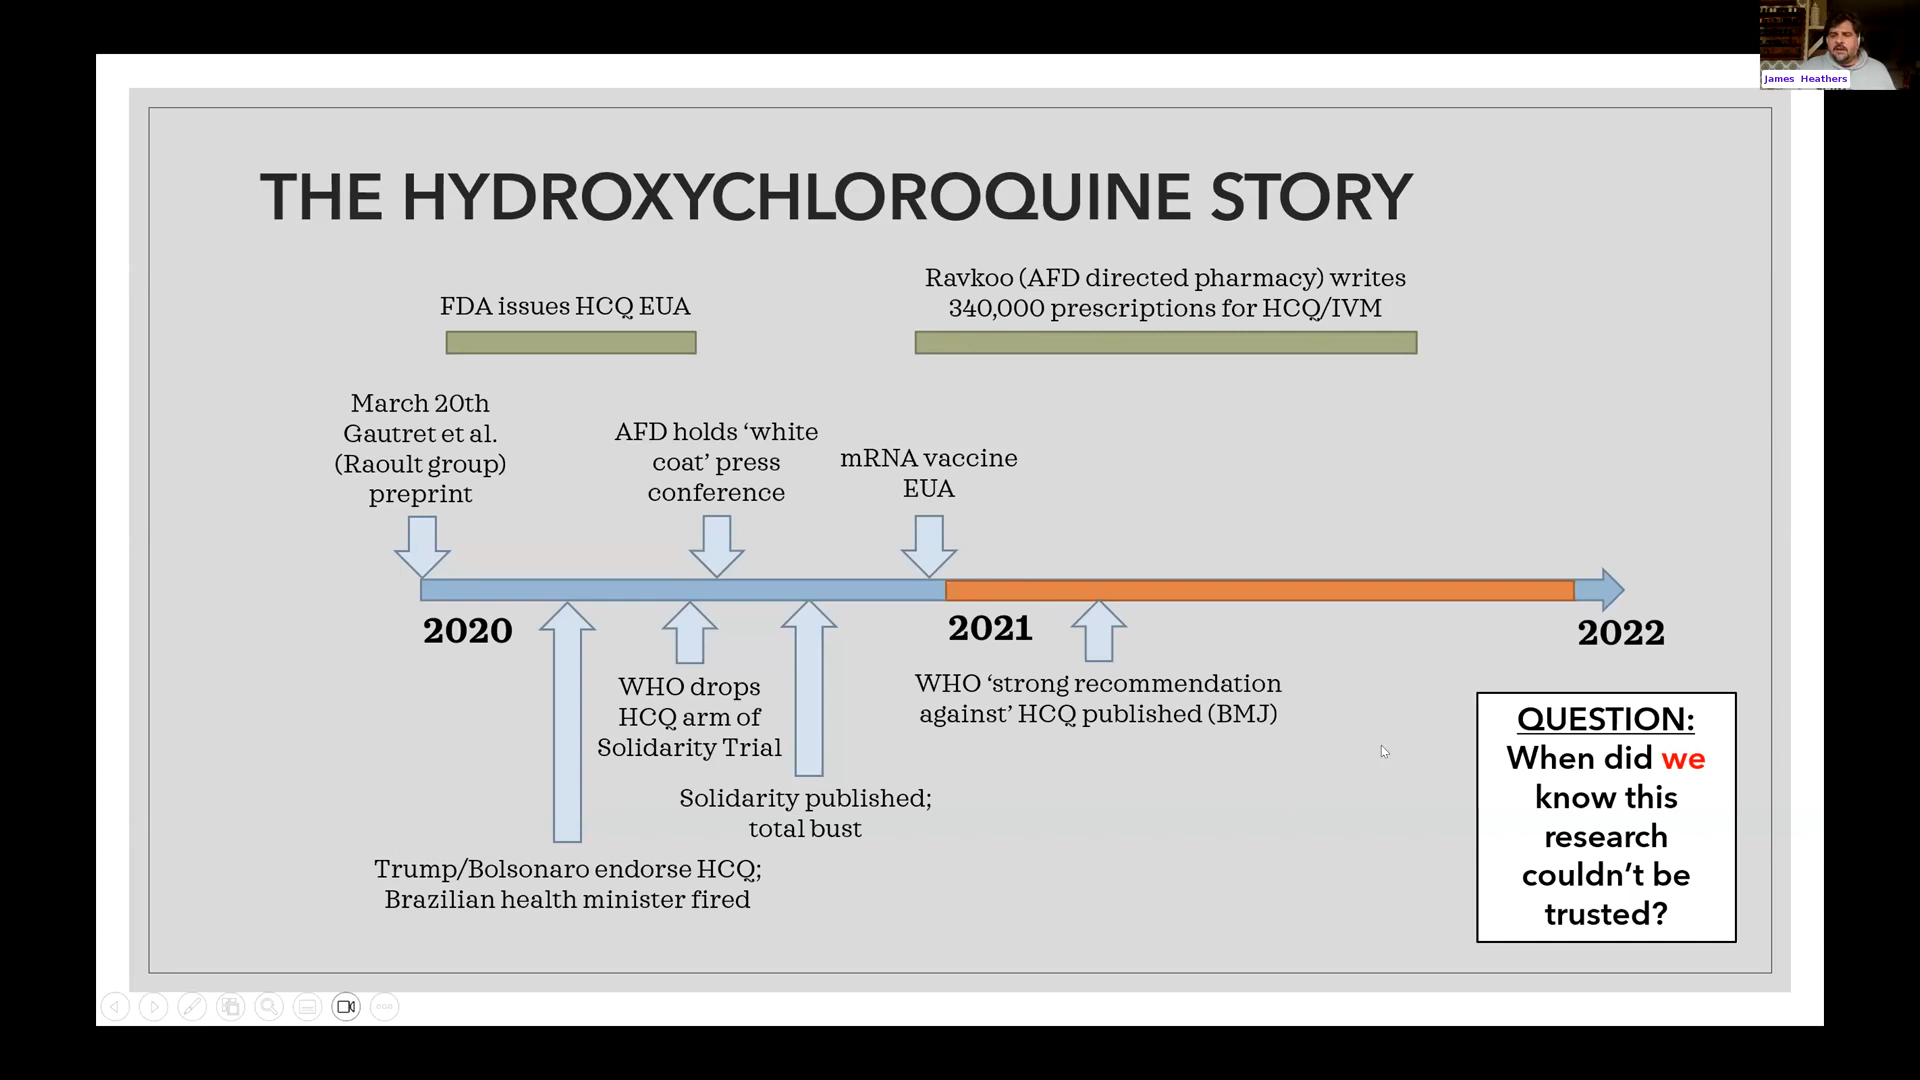 James Heathers
THE HYDROXYCHLOROQUINE STORY
FDA issues HCQ EUA
Ravkoo (AFD directed pharmacy) writes
340,000 prescriptions for HCQ/IVM
March 20th
Gautret et al.
(Raoult group)
preprint
AFD holds ‘white
coat’ press
conference
mRNA vaccine
EUA
2020
2021
2022
WHO drops
HCQ arm of
Solidarity Trial
WHO ‘strong recommendation
against’ HCQ published (BMJ)
Solidarity published;
total bust
Trump/Bolsonaro endorse HCQ;
Brazilian health minister fired
QUESTION:
When did we
know this
research
couldn’t be
trusted?